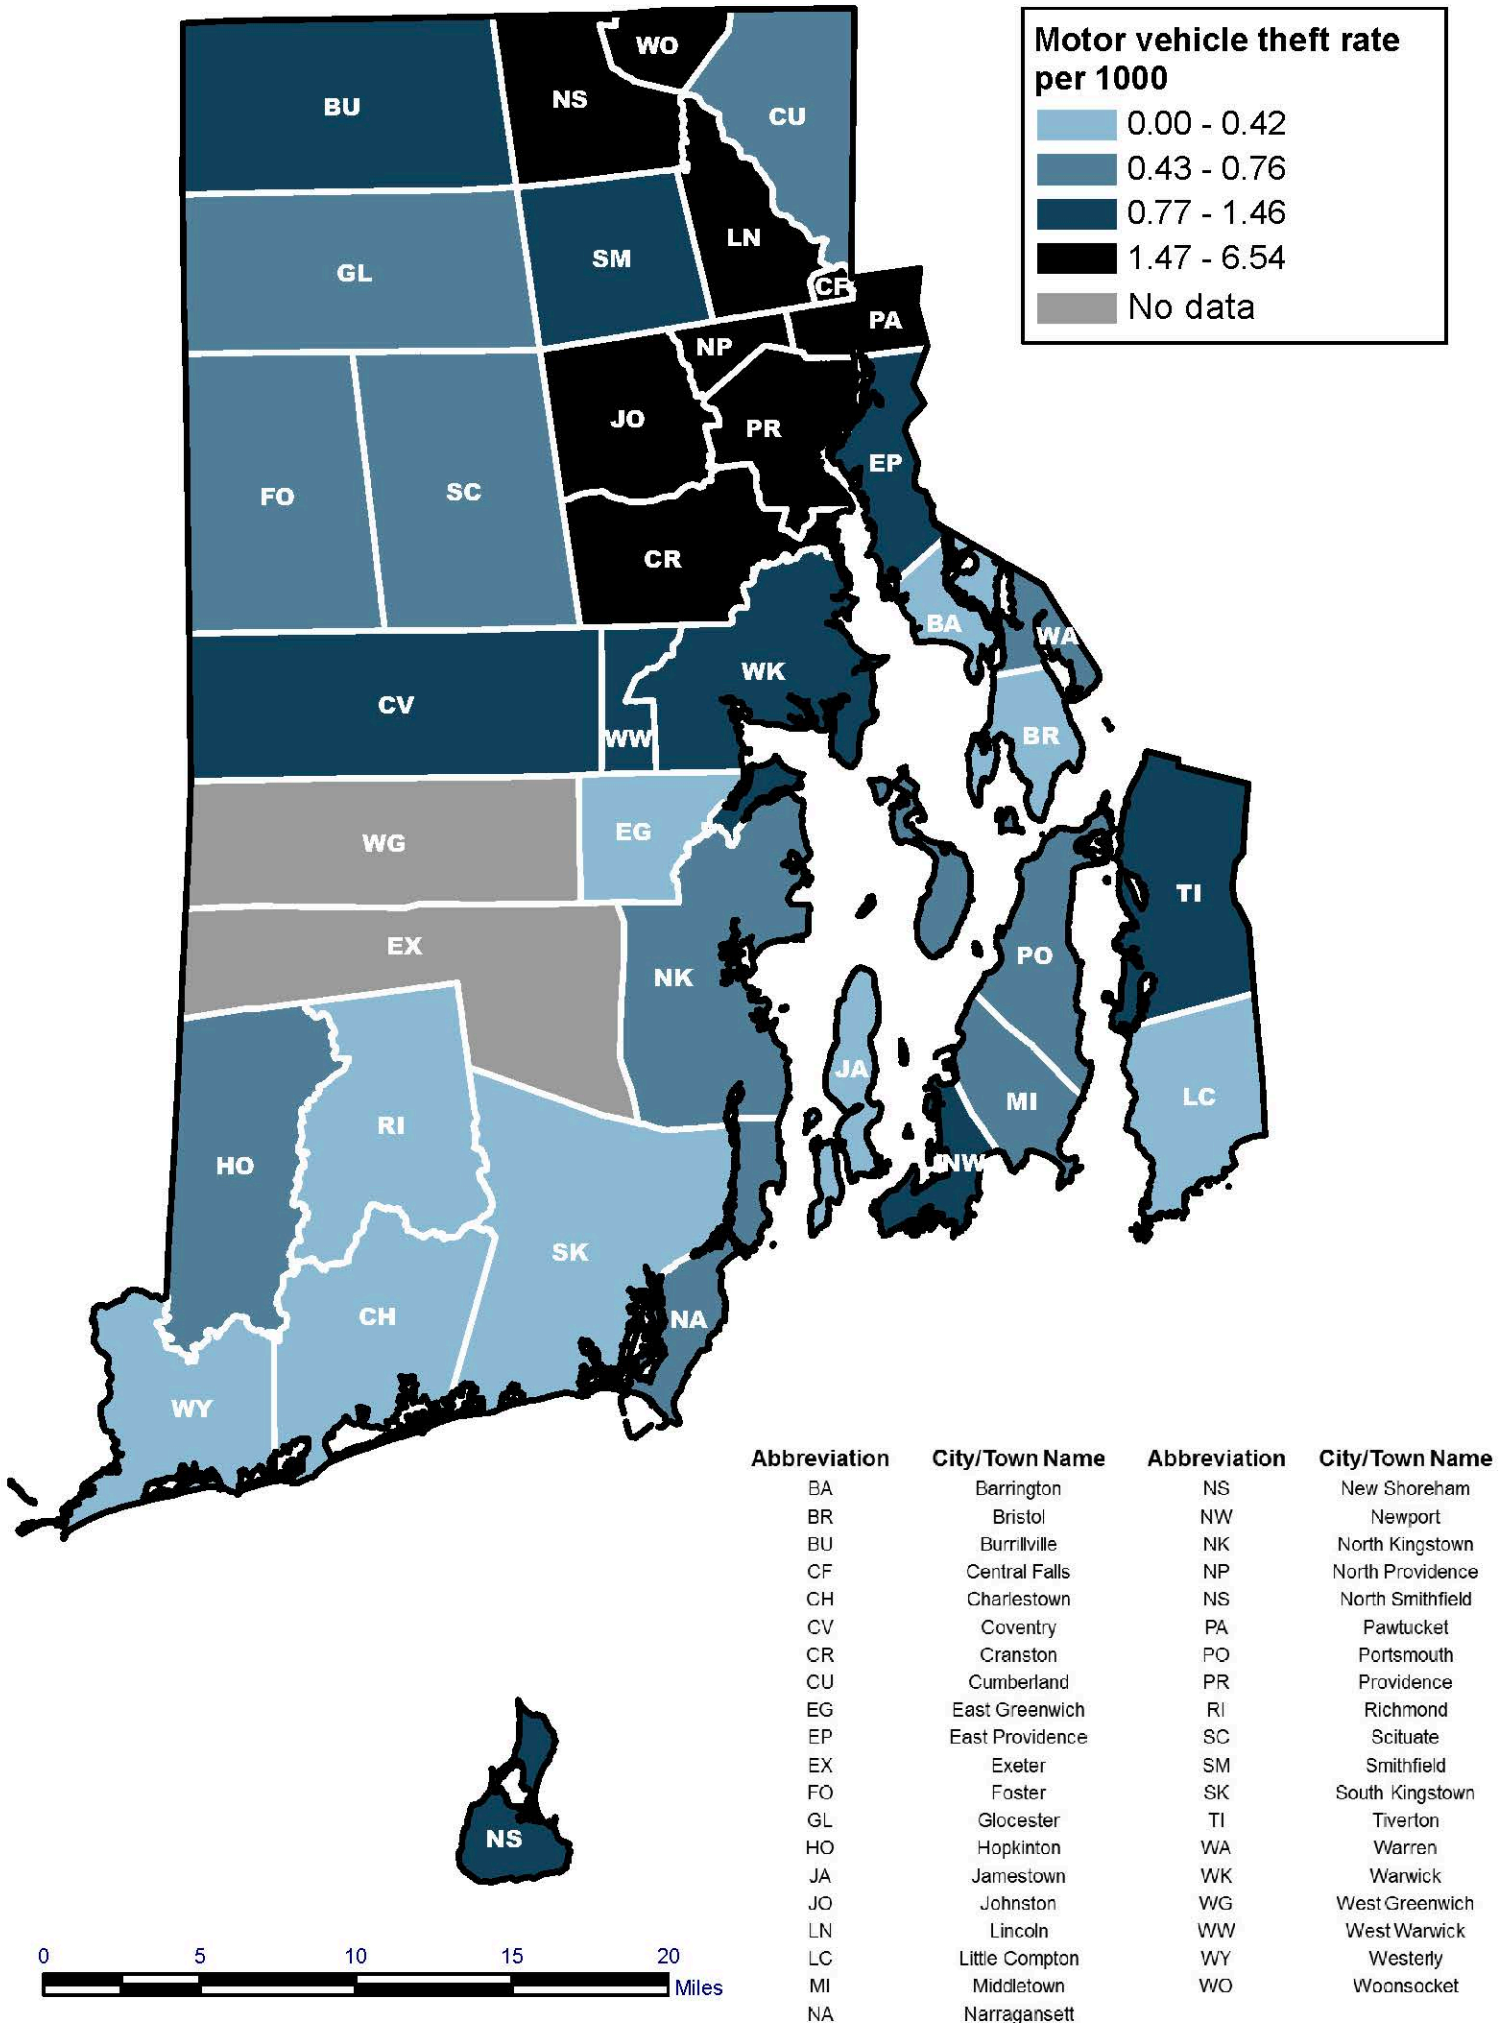 Motor vehicle theft rate
per 1000
0.00 - 0.42
0.43 - 0.76
0.77 - 1.46
1.47 - 6.54
No data
WO
NS
BU
CU
LN
SM
GL
CF
PA
NP
JO
PR
EP
SC
FO
CR
BA
WA
WK
CV
WW
BR
EG
WG
TI
EX
PO
NK
JA
LC
MI
RI
NW
HO
SK
CH
NA
WY
NS
Abbreviation City/Town Name Abbreviation City/Town Name
BA Barrington NS New Shoreham
BR Bristol NW Newport
BU Burrillville NK North Kingstown
CF Central Falls NP North Providence
CH Charlestown NS North Smithfield
CV Coventry PA Pawtucket
CR Cranston PO Portsmouth
CU Cumberland PR Providence
EG East Greenwich RI Richmond
EP East Providence SC Scituate
EX Exeter SM Smithfield
FO Foster SK South Kingstown
GL Glocester TI Tiverton
HO Hopkinton WA Warren
JA Jamestown WK Warwick
JO Johnston WG West Greenwich
LN Lincoln WW West Warwick
LC Little Compton WY Westerly
MI Middletown WO Woonsocket
NA Narragansett
0 5 10 15 20
Miles